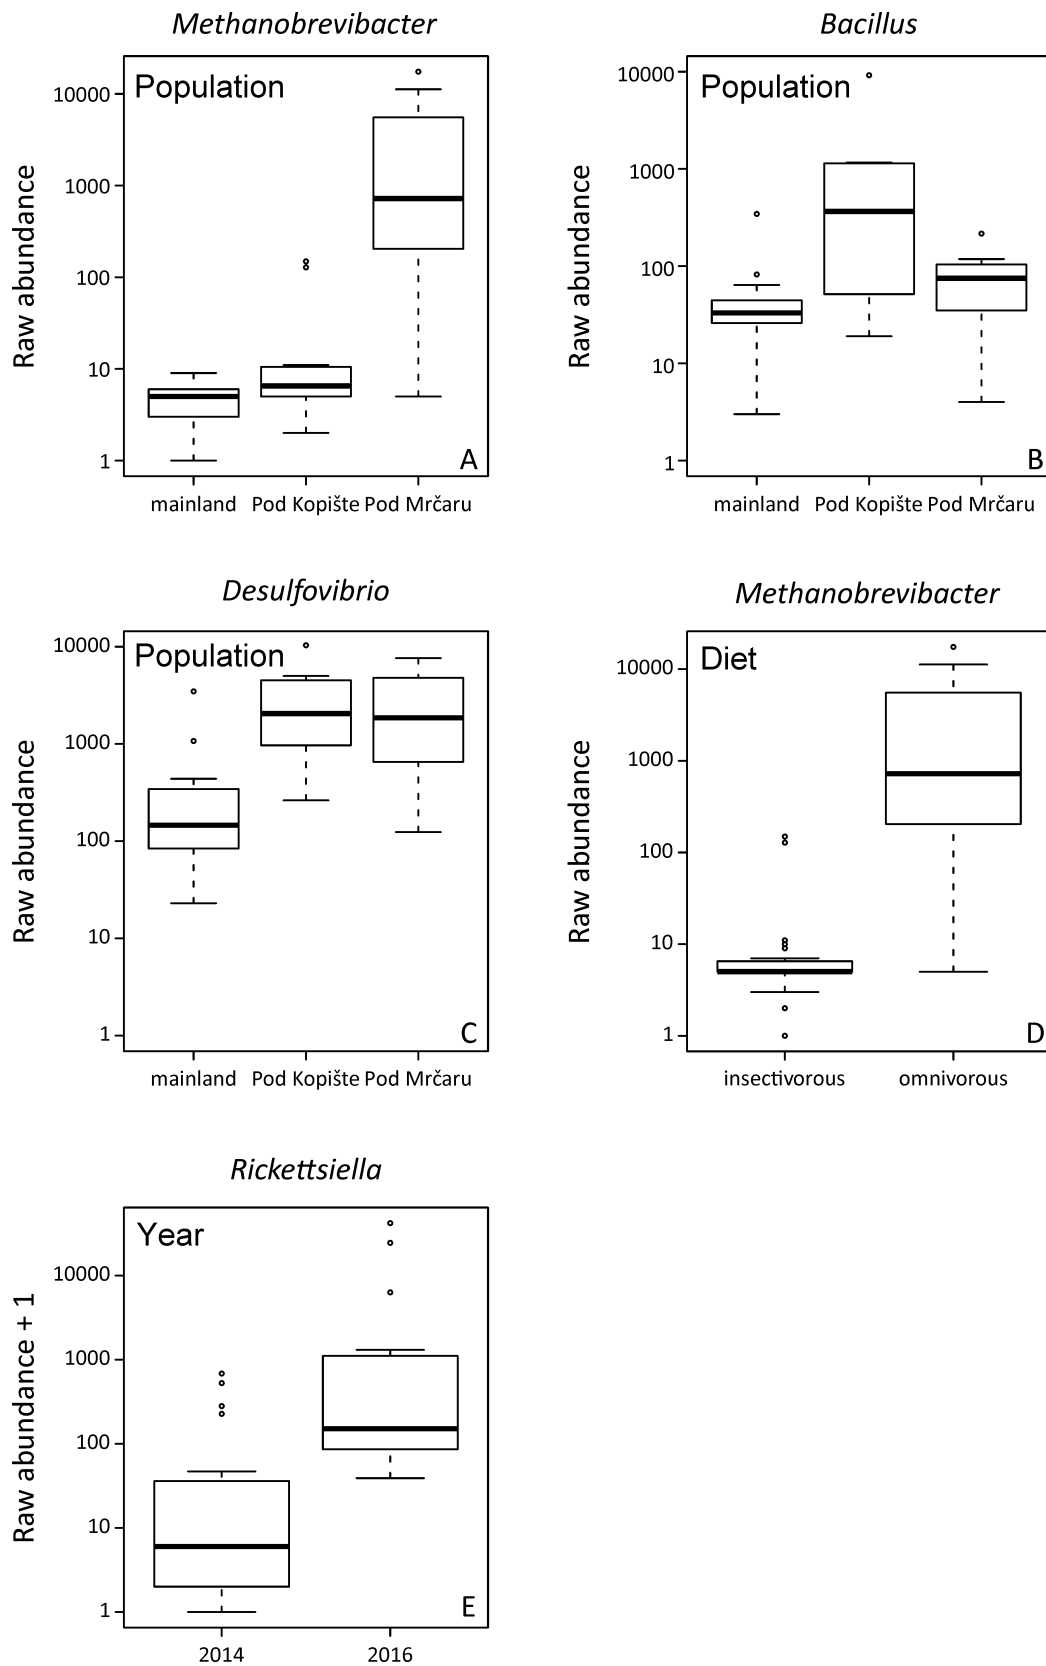 Methanobrevibacter
Population
Raw abundance
10000
1000
100
10
1
A
mainland Pod Kopište Pod Mrčaru
Bacillus
Population
Raw abundance
10000
1000
100
10
1
B
mainland Pod Kopište Pod Mrčaru
Desulfovibrio
Population
Raw abundance
10000
1000
100
10
1
C
mainland Pod Kopište Pod Mrčaru
Methanobrevibacter
Diet
Raw abundance
10000
1000
100
10
1
D
insectivorous omnivorous
Rickettsiella
Year
Raw abundance + 1
10000
1000
100
10
1
E
2014 2016